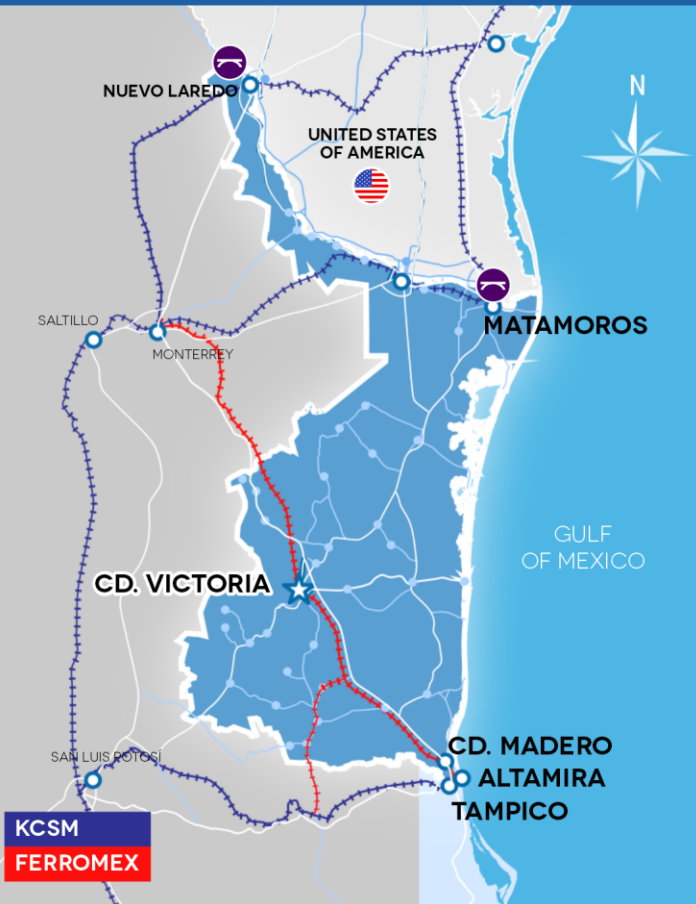 N
NUEVO LAREDO
UNITED STATES
OF AMERICA
SALTILLO
MONTERREY
MATAMOROS
GULF
OF MEXICO
CD. VICTORIA
CD. MADERO
SAN LUIS POTOSÍ
ALTAMIRA
TAMPICO
KCSM
FERROMEX